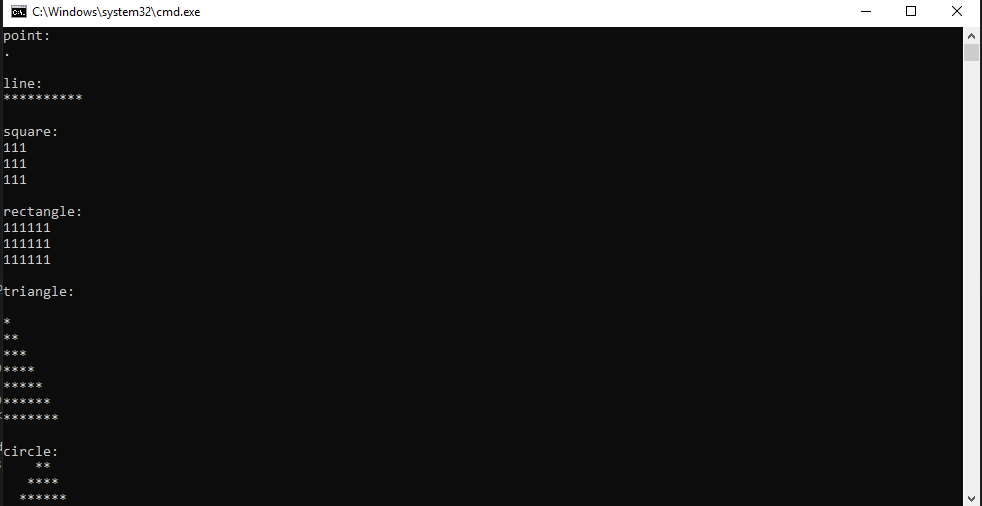 C:\Windows\system32\cmd.exe
point:
.
line:
**********
square:
111
111
111
rectangle:
111111
111111
111111
triangle:
*
**
***
****
*****
******
*******
circle:
    **
   ****
  ******